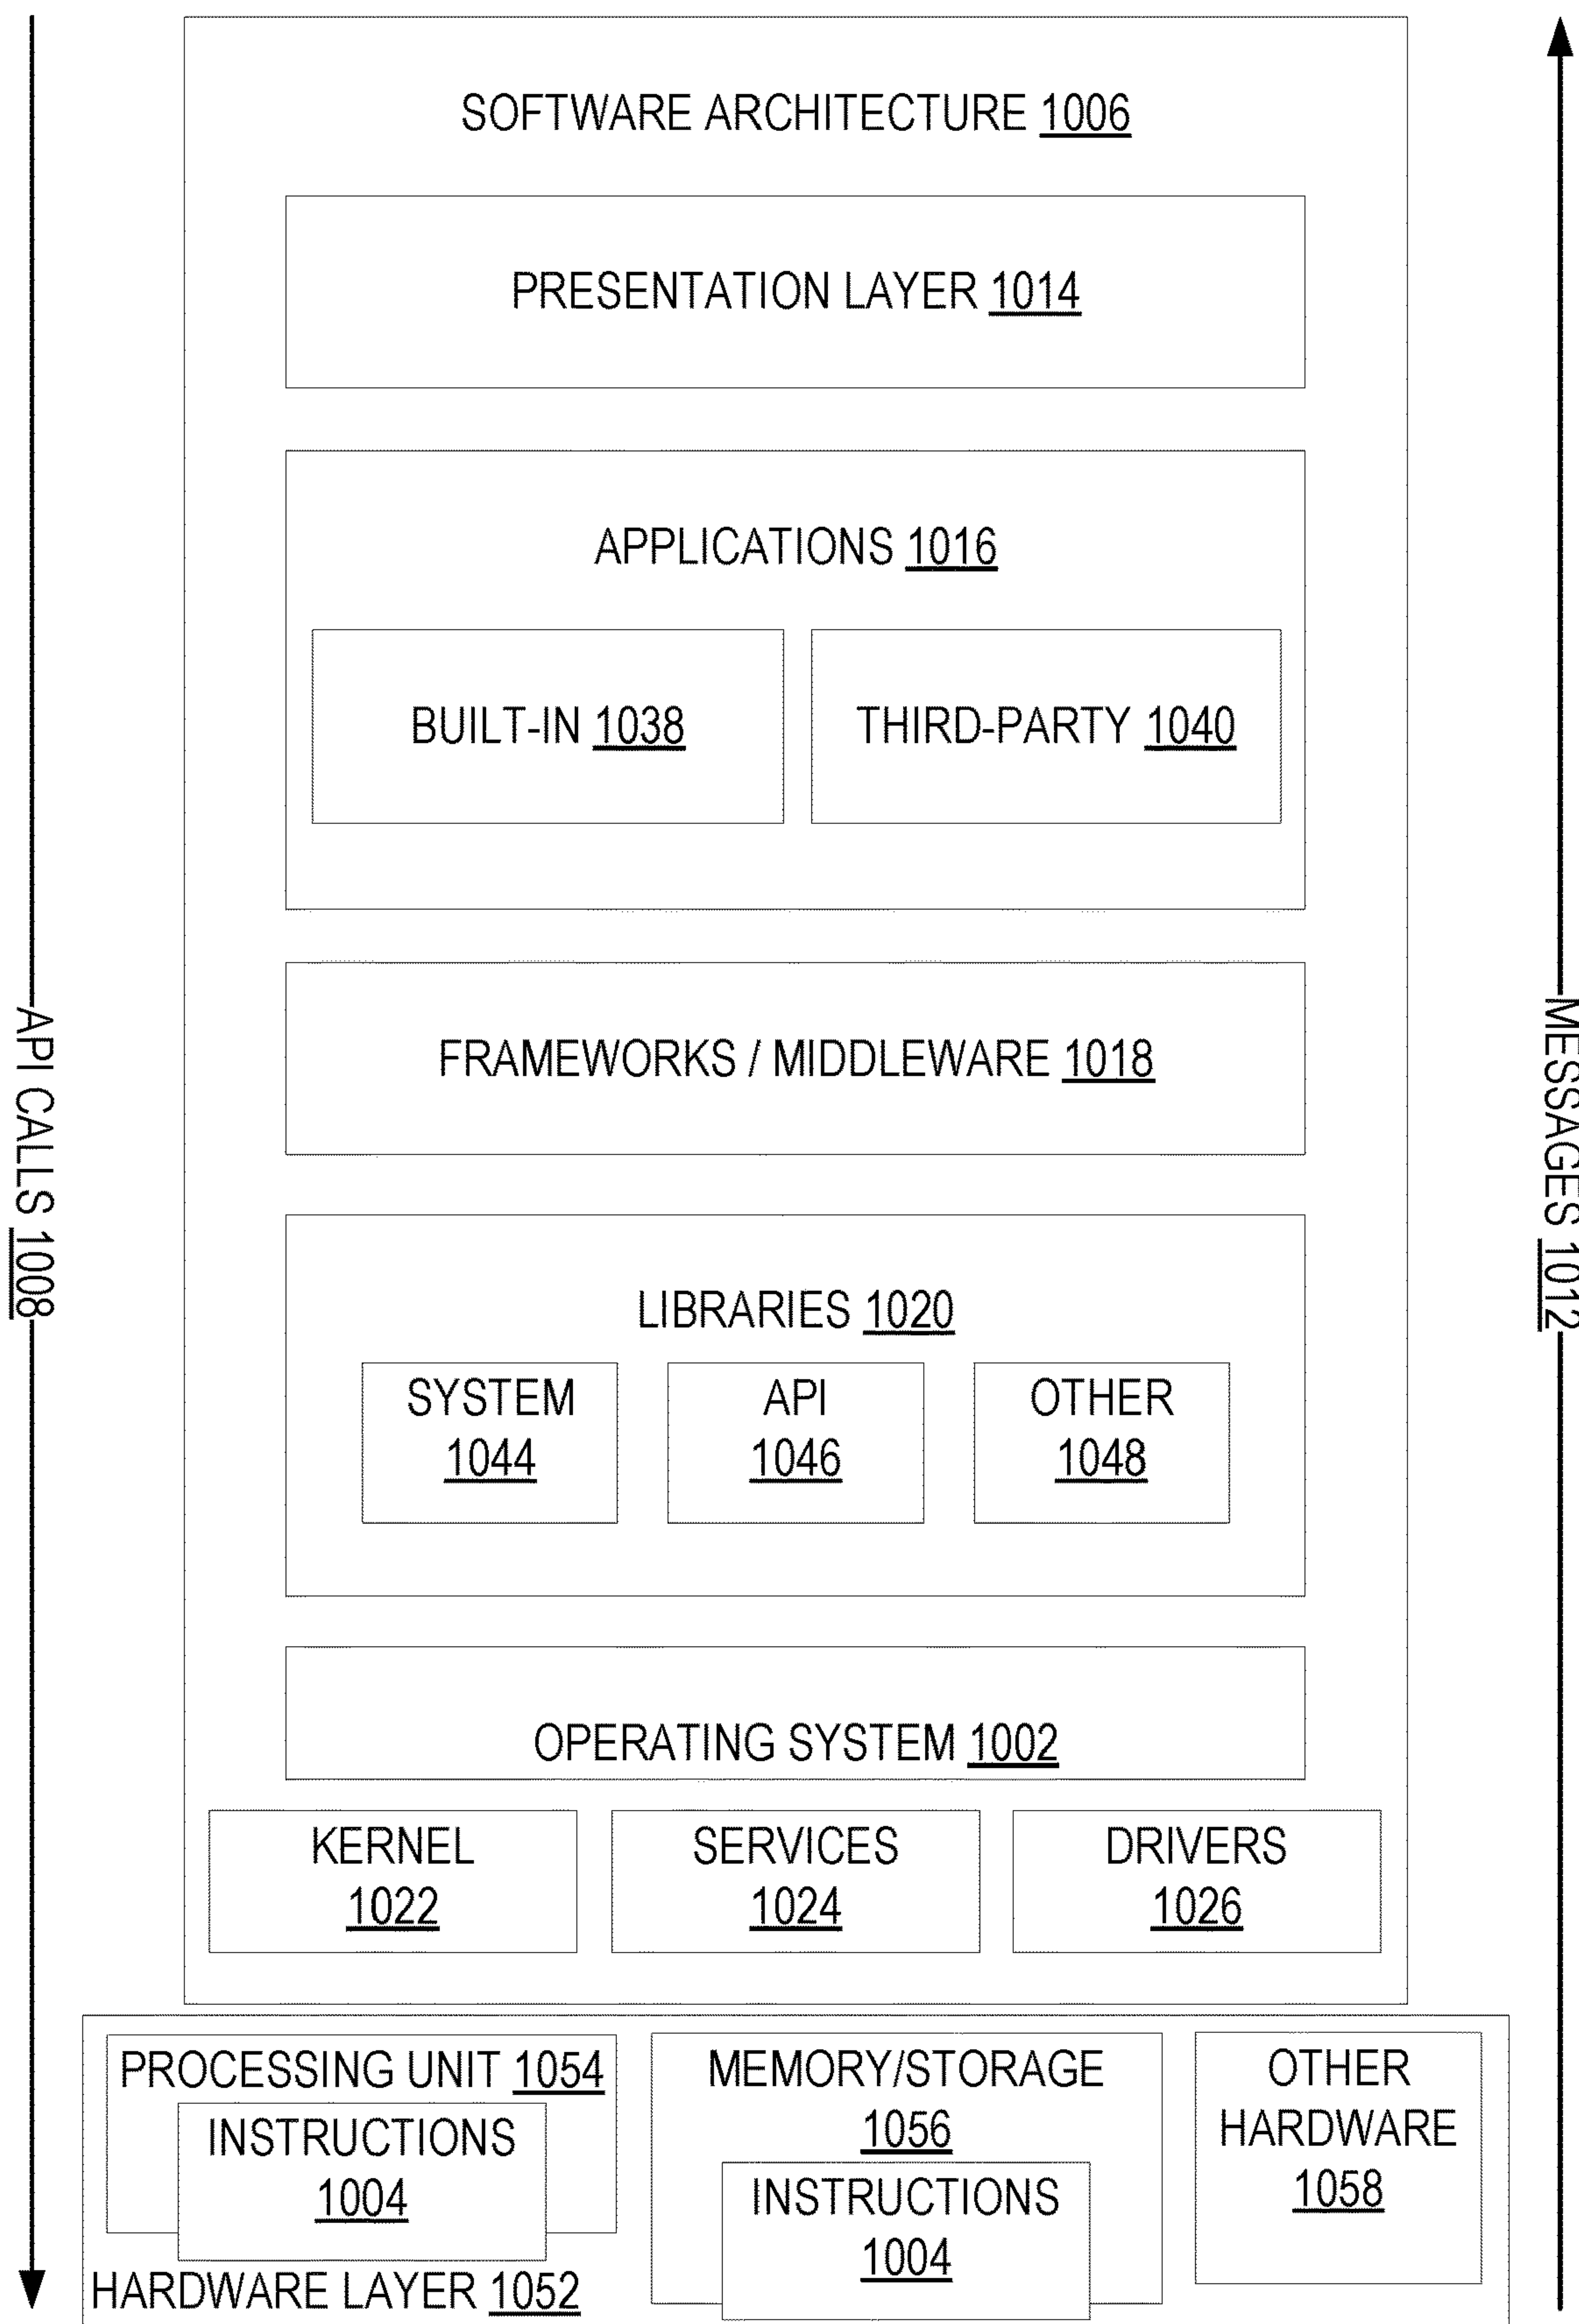 SOFTWARE ARCHITECTURE 1006
PRESENTATION LAYER 1014
APPLICATIONS 1016
BUILT-IN 1038
THIRD-PARTY 1040
FRAMEWORKS / MIDDLEWARE 1018
API CALLS 1008
MESSAGES 1012
LIBRARIES 1020
SYSTEM
1044
API
1046
OTHER
1048
OPERATING SYSTEM 1002
KERNEL
1022
SERVICES
1024
DRIVERS
1026
PROCESSING UNIT 1054
INSTRUCTIONS
1004
MEMORY/STORAGE
1056
INSTRUCTIONS
1004
OTHER
HARDWARE
1058
HARDWARE LAYER 1052